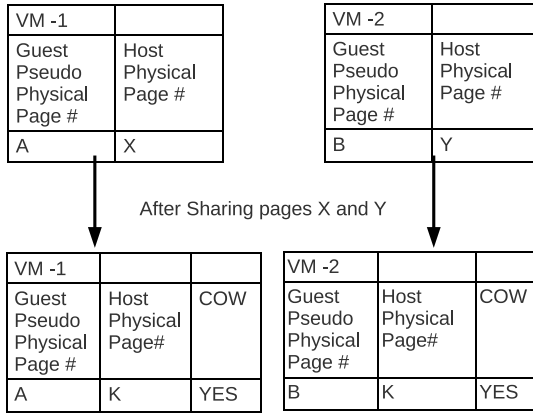 VM -1
Guest
Pseudo
Physical
Page #
Host
Physical
Page #
A
X
VM -2
Guest
Pseudo
Physical
Page #
Host
Physical
Page #
B
Y
After Sharing pages X and Y
VM -1
Guest
Pseudo
Physical
Page #
Host
Physical
Page#
COW
A
K
YES
VM -2
Guest
Pseudo
Physical
Page #
Host
Physical
Page#
COW
B
K
YES